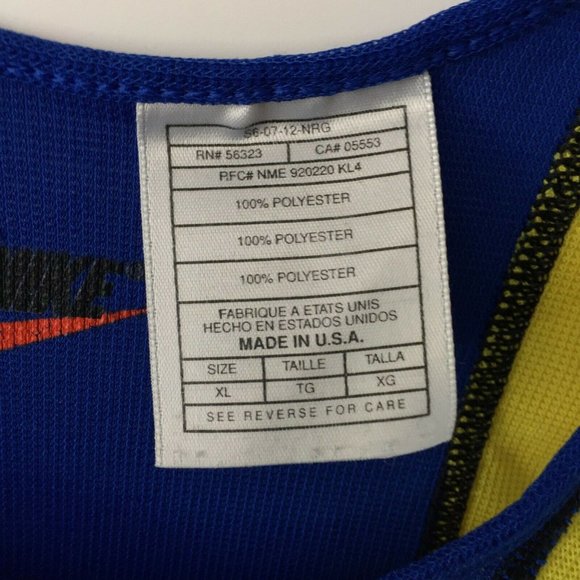 S6-07-12-NRG
RN# 56323 CA# 05553
P.FC# NME 920220 KL4
100% POLYESTER
100% POLYESTER
100% POLYESTER
FABRIQUE A ETATS UNIS
HECHO EN ESTADOS UNIDOS
MADE IN U.S.A.
SIZE TAILLE TALLA
XL TG XG
SEE REVERSE FOR CARE